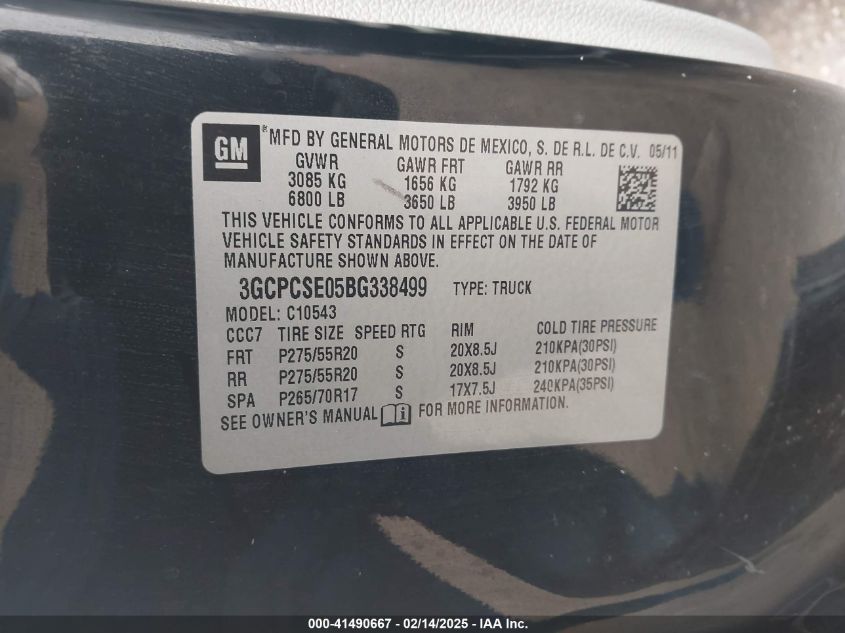 GM ® MFD BY GENERAL MOTORS DE MEXICO, S. DE R.L. DE C.V. 05/11
GVWR GAWR FRT GAWR RR
3085 KG 1656 KG 1792 KG
6800 LB 3650 LB 3950 LB
THIS VEHICLE CONFORMS TO ALL APPLICABLE U.S. FEDERAL MOTOR
VEHICLE SAFETY STANDARDS IN EFFECT ON THE DATE OF
MANUFACTURE SHOWN ABOVE.
3GCPCSE05BG338499 TYPE: TRUCK
MODEL: C10543
CCC7 TIRE SIZE SPEED RTG RIM COLD TIRE PRESSURE
FRT P275/55R20 S 20X8.5J 210KPA(30PSI)
RR P275/55R20 S 20X8.5J 210KPA(30PSI)
SPA P265/70R17 S 17X7.5J 240KPA(35PSI)
SEE OWNER'S MANUAL FOR MORE INFORMATION.
000-41490667 - 02/14/2025 - IAA Inc.